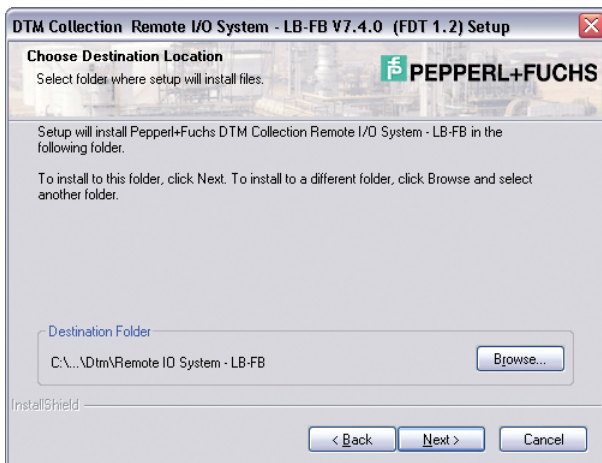 DTM Collection Remote I/O System - LB-FB V7.4.0 (FDT 1.2) Setup
Choose Destination Location
Select folder where setup will install files.
PEPPERL+FUCHS
Setup will install Pepperl+Fuchs DTM Collection Remote I/O System - LB-FB in the
following folder.
To install to this folder, click Next. To install to a different folder, click Browse and select
another folder.
Destination Folder
C:\...\Dtm\Remote IO System - LB-FB
Browse...
InstallShield
< Back
Next >
Cancel